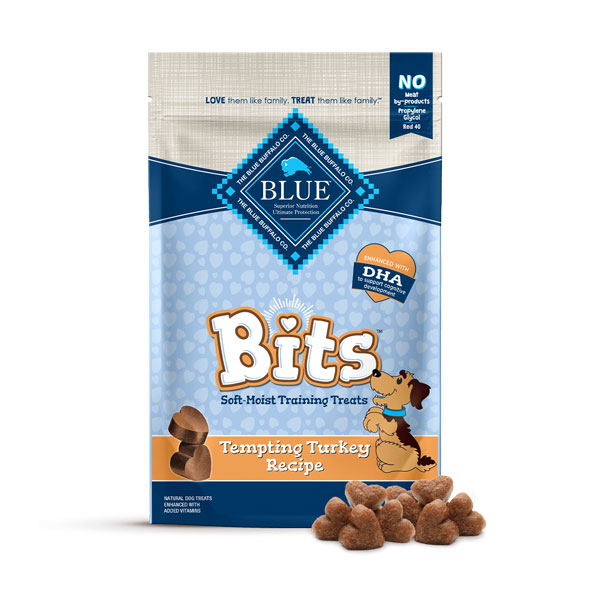 LOVE them like family. TREAT them like family.™
NO
Meat
by-products
Propylene
Glycol
Red 40
THE BLUE BUFFALO CO.
THE BLUE BUFFALO CO.
BLUE™
Superior Nutrition
Ultimate Protection
THE BLUE BUFFALO CO.
THE BLUE BUFFALO CO.
ENHANCED WITH
DHA
to support cognitive
development
Bits™
Soft-Moist Training Treats
Tempting Turkey
Recipe
NATURAL DOG TREATS
ENHANCED WITH
ADDED VITAMINS